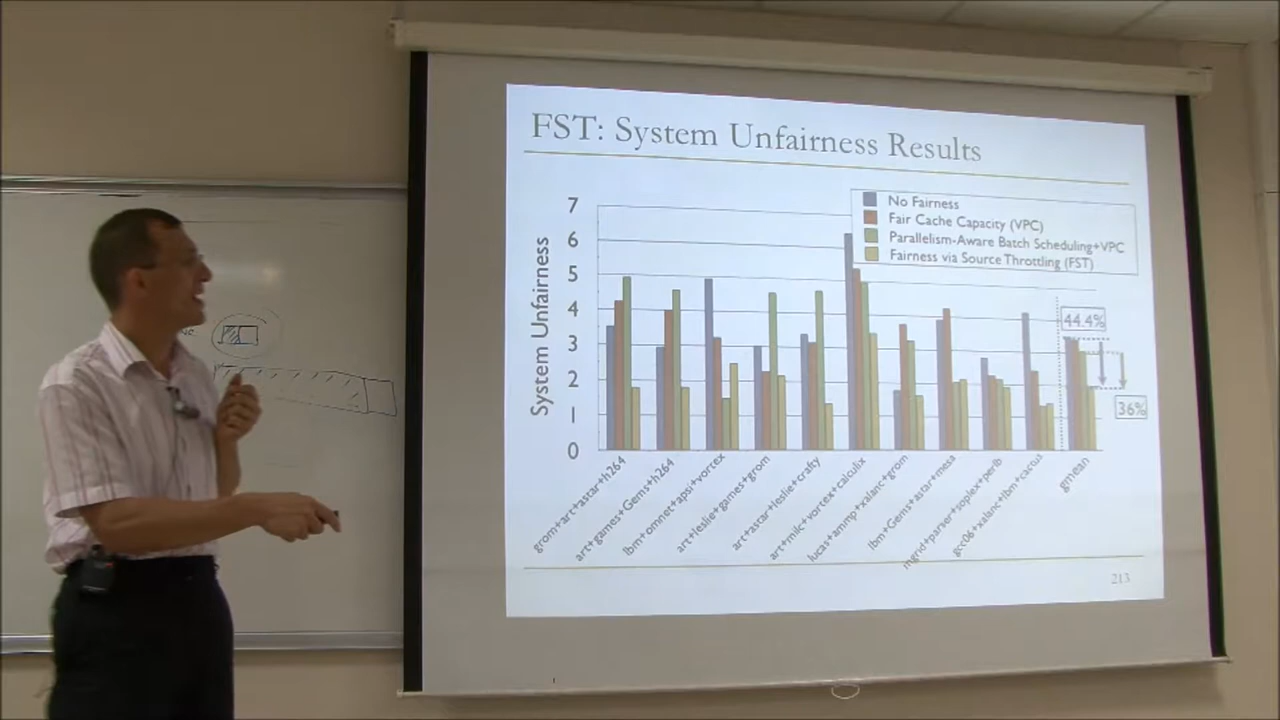 FST: System Unfairness Results
No Fairness
Fair Cache Capacity (VPC)
Parallelism-Aware Batch Scheduling+VPC
Fairness via Source Throttling (FST)
System Unfairness
7
6
5
4
3
2
1
0
44.4%
36%
grom+art+astar+h264
art+games+Gems+h264
lbm+omnet+apsi+vortex
art+leslie+games+grom
art+astar+leslie+crafty
art+milc+vortex+calculix
lucas+ammp+xalanc+grom
lbm+Gems+astar+mesa
mgrid+parser+soplex+perlb
gcc06+xalanc+lbm+cactus
gmean
213